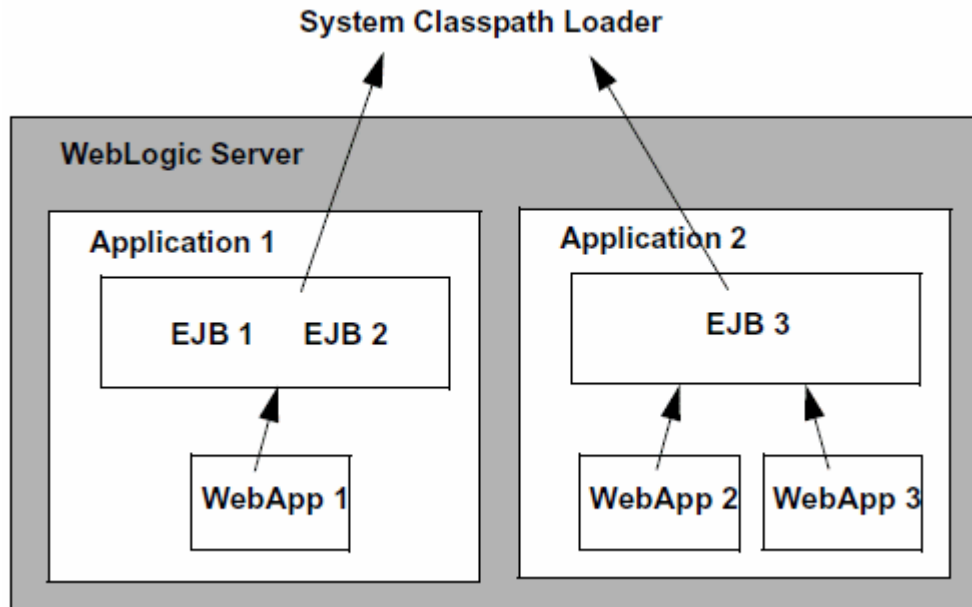 System Classpath Loader
WebLogic Server
Application 1
EJB 1 EJB 2
WebApp 1
Application 2
EJB 3
WebApp 2
WebApp 3